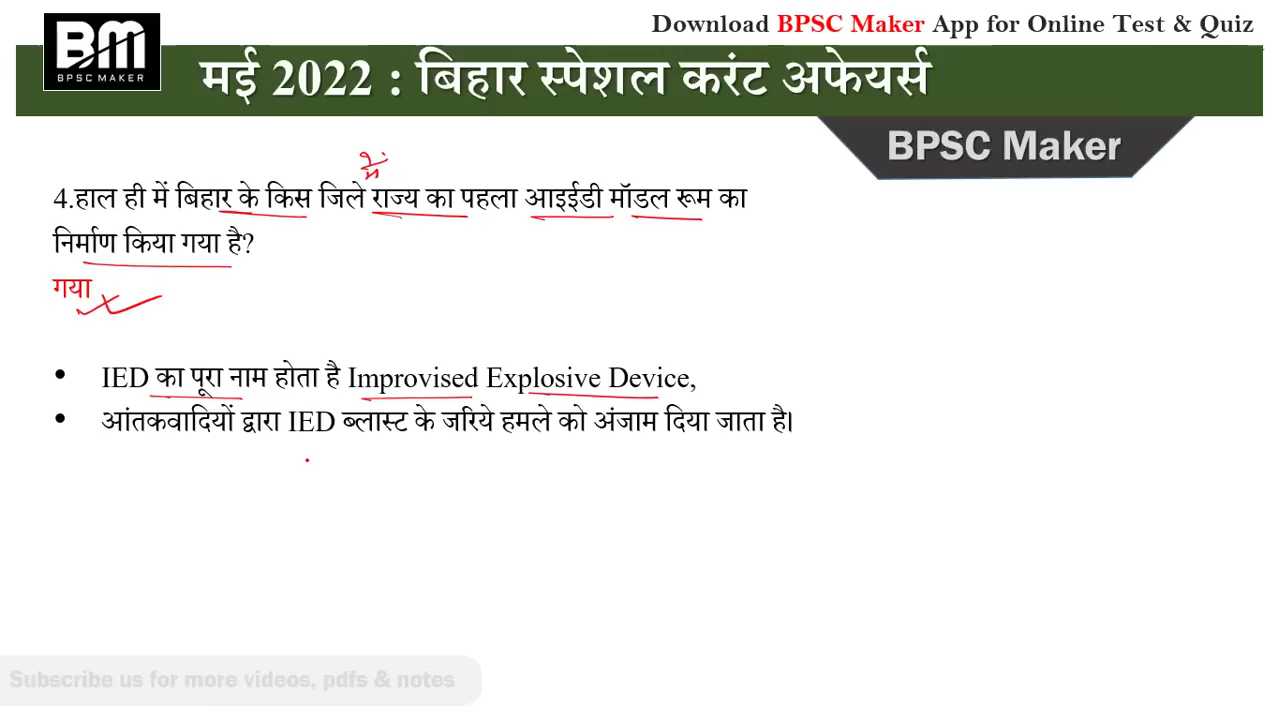 Download BPSC Maker App for Online Test & Quiz
BM
BPSC MAKER
मई 2022 : बिहार स्पेशल करंट अफेयर्स
BPSC Maker
में
4.हाल ही में बिहार के किस जिले राज्य का पहला आइईडी मॉडल रूम का
निर्माण किया गया है?
गया
• IED का पूरा नाम होता है Improvised Explosive Device,
• आंतकवादियों द्वारा IED ब्लास्ट के जरिये हमले को अंजाम दिया जाता है।
Subscribe us for more videos, pdfs & notes